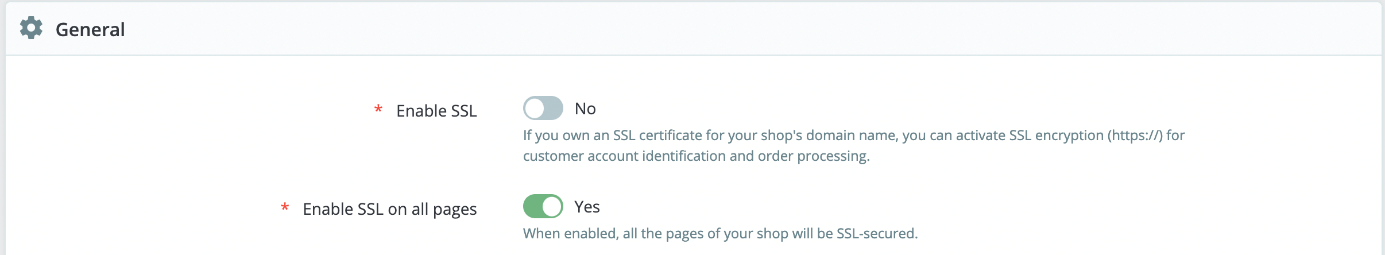 General
* Enable SSL
No
If you own an SSL certificate for your shop's domain name, you can activate SSL encryption (https://) for
customer account identification and order processing.
* Enable SSL on all pages
Yes
When enabled, all the pages of your shop will be SSL-secured.